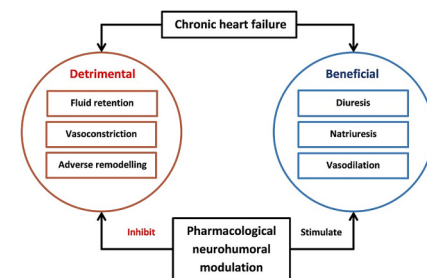 Chronic heart failure
Detrimental
Fluid retention
Vasoconstriction
Adverse remodelling
Beneficial
Diuresis
Natriuresis
Vasodilation
Inhibit
Pharmacological
neurohumoral
modulation
Stimulate